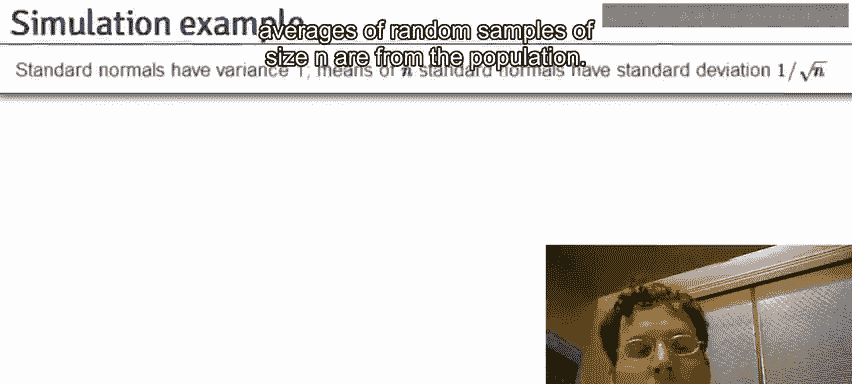 Simulation example
averages of random samples of
size n are from the population.
Standard normals have variance 1; means of n standard normals have standard deviation 1/√n